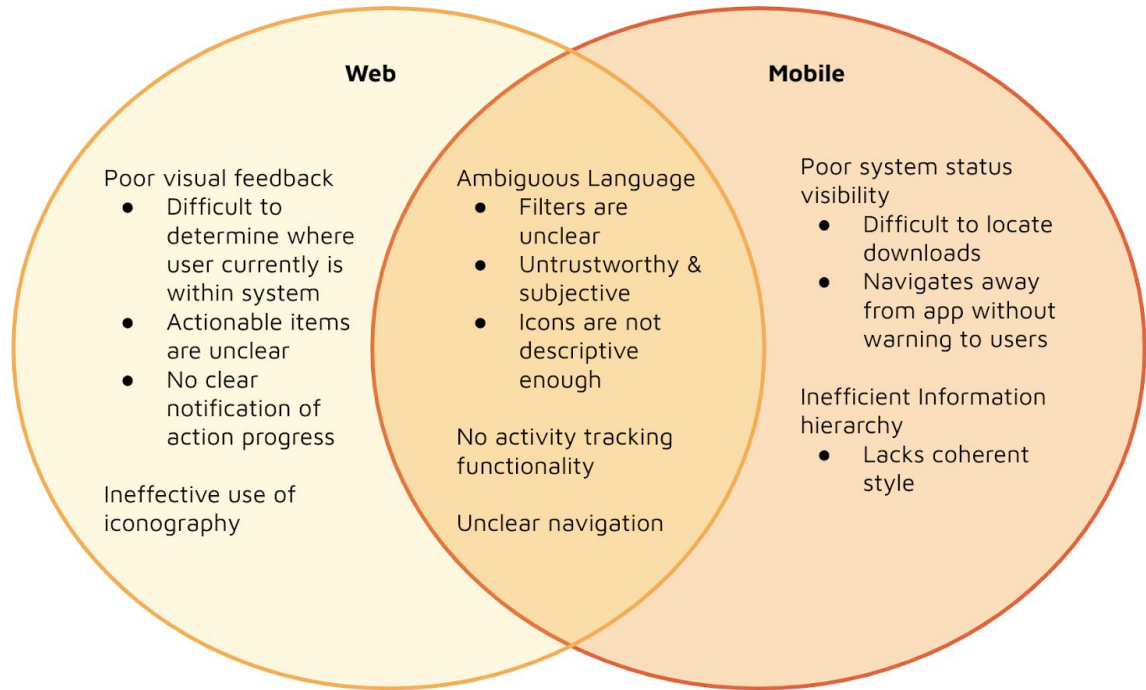 Web
Poor visual feedback
● Difficult to
determine where
user currently is
within system
● Actionable items
are unclear
● No clear
notification of
action progress
Ineffective use of
iconography
Ambiguous Language
● Filters are
unclear
● Untrustworthy &
subjective
● Icons are not
descriptive
enough
No activity tracking
functionality
Unclear navigation
Mobile
Poor system status
visibility
● Difficult to locate
downloads
● Navigates away
from app without
warning to users
Inefficient Information
hierarchy
● Lacks coherent
style